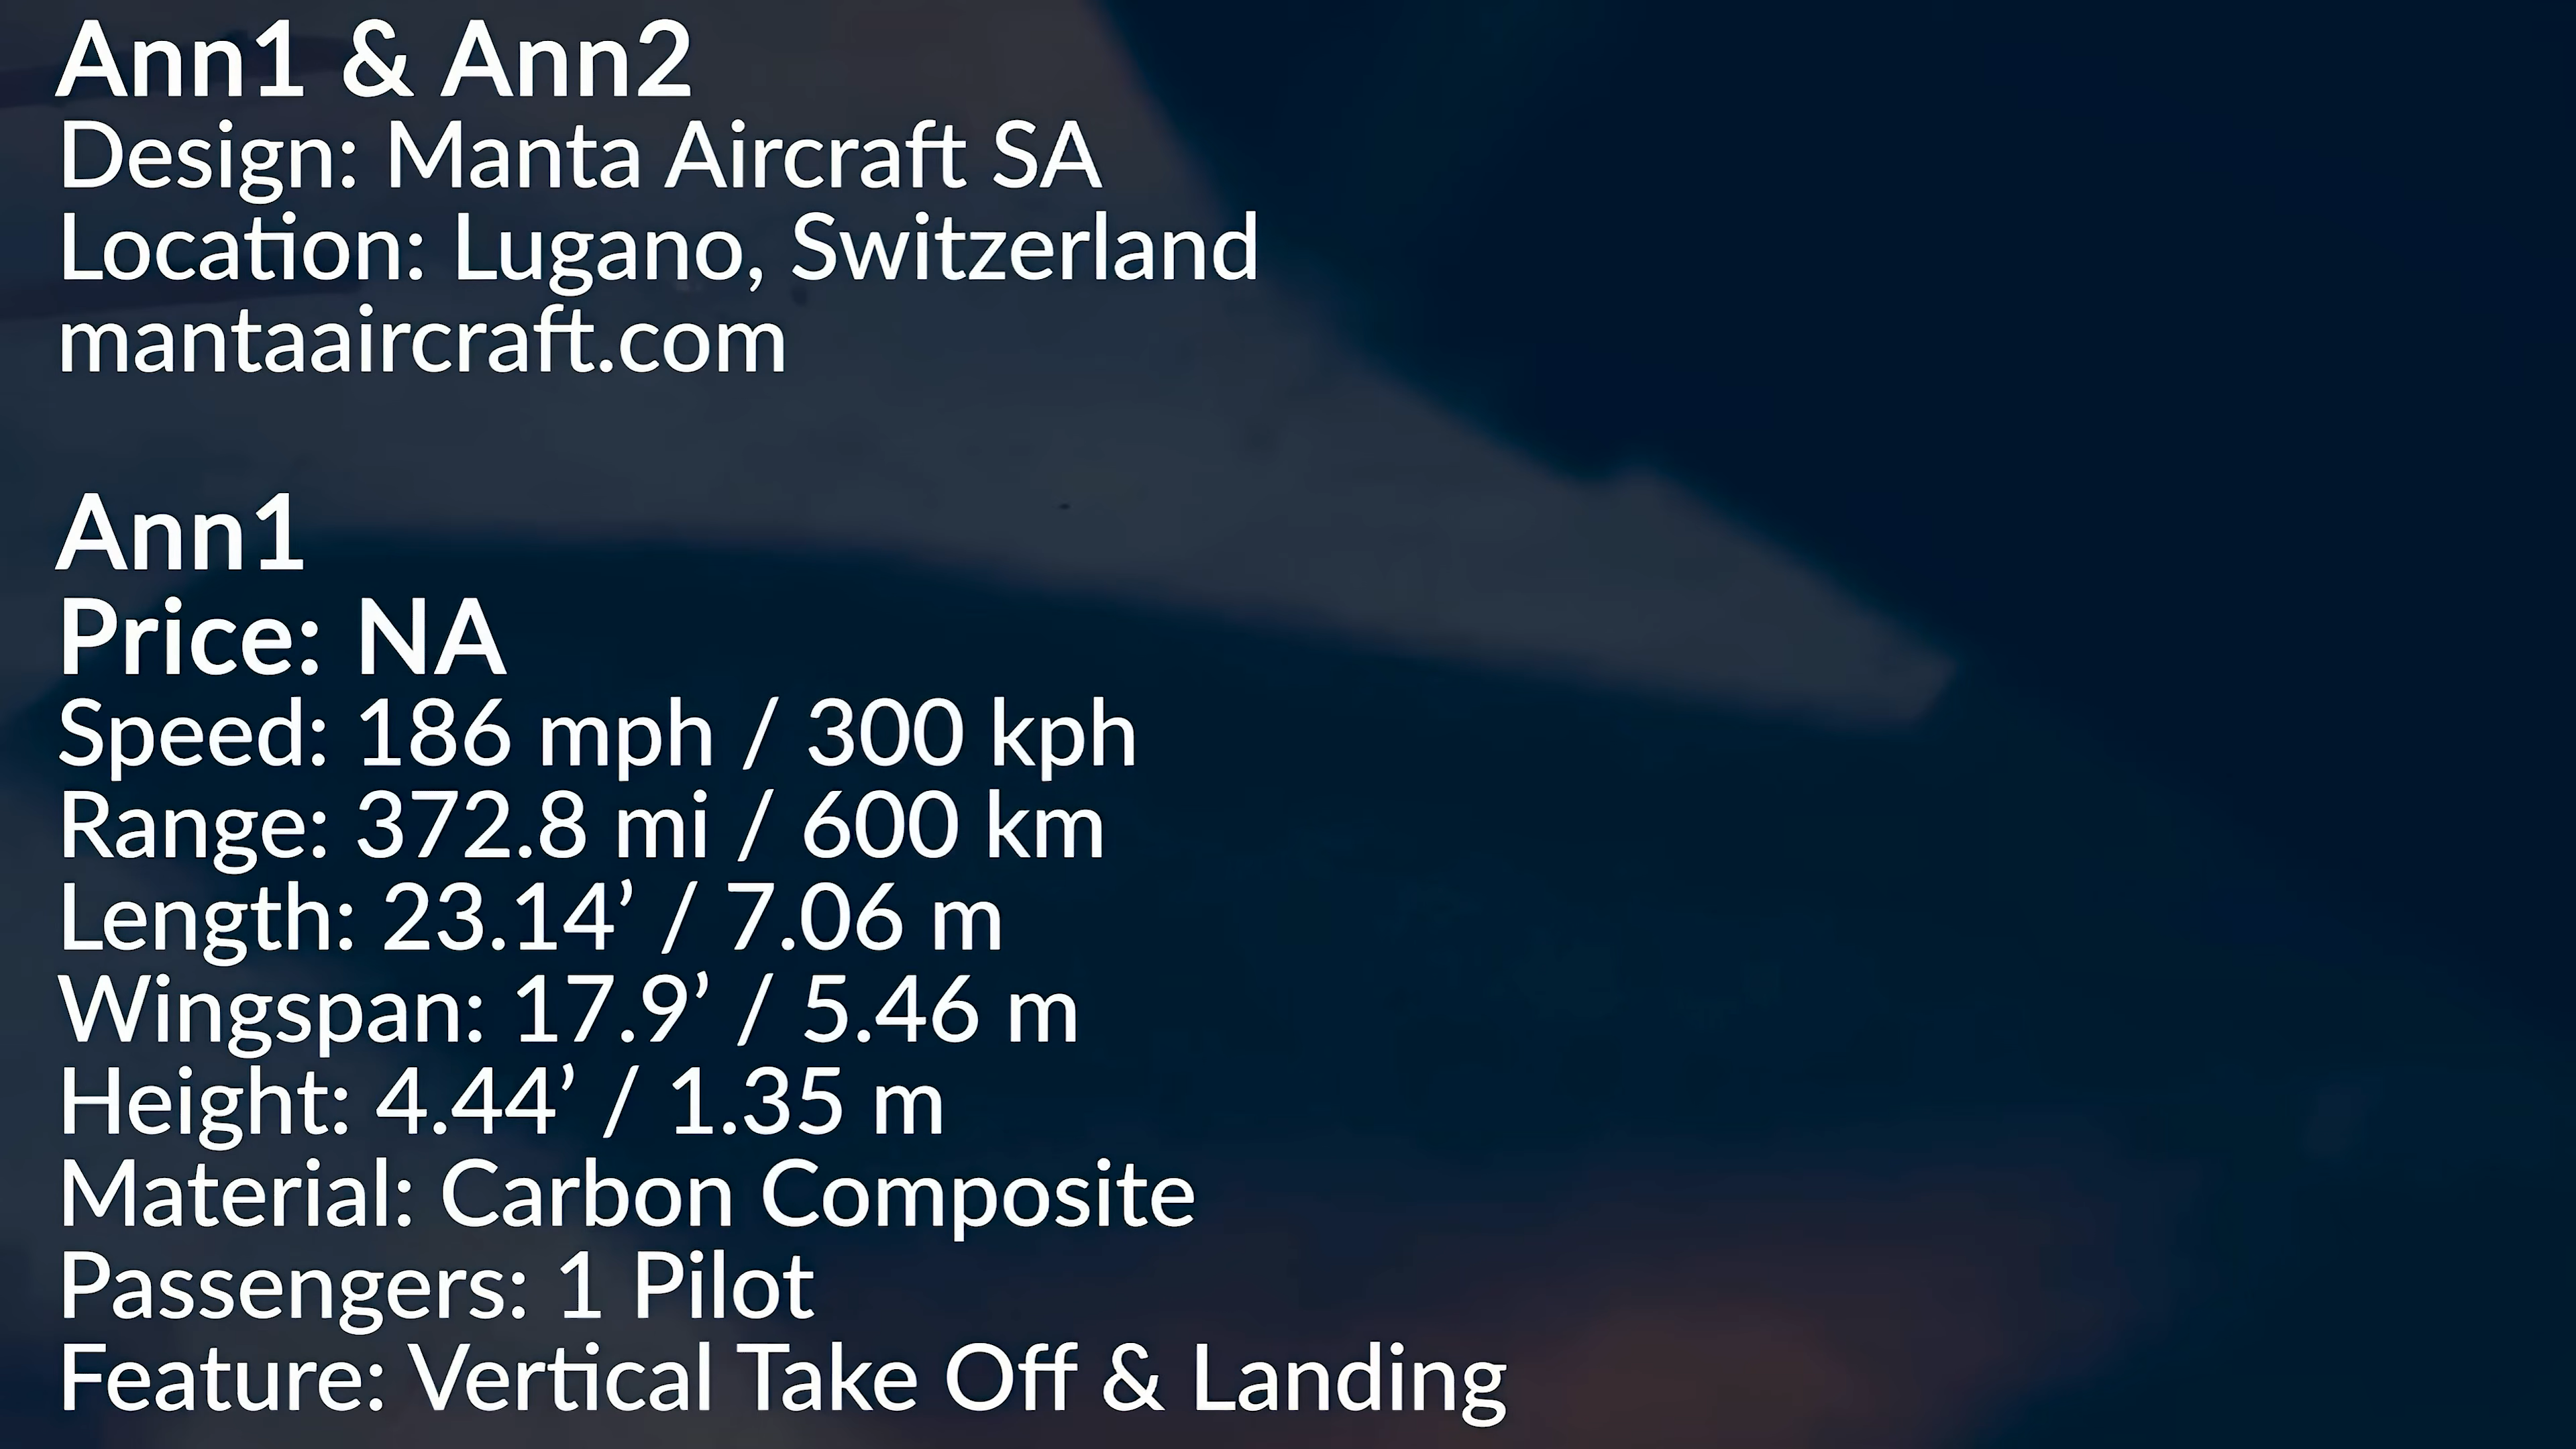 Ann1 & Ann2
Design: Manta Aircraft SA
Location: Lugano, Switzerland
mantaaircraft.com
Ann1
Price: NA
Speed: 186 mph / 300 kph
Range: 372.8 mi / 600 km
Length: 23.14’ / 7.06 m
Wingspan: 17.9’ / 5.46 m
Height: 4.44’ / 1.35 m
Material: Carbon Composite
Passengers: 1 Pilot
Feature: Vertical Take Off & Landing